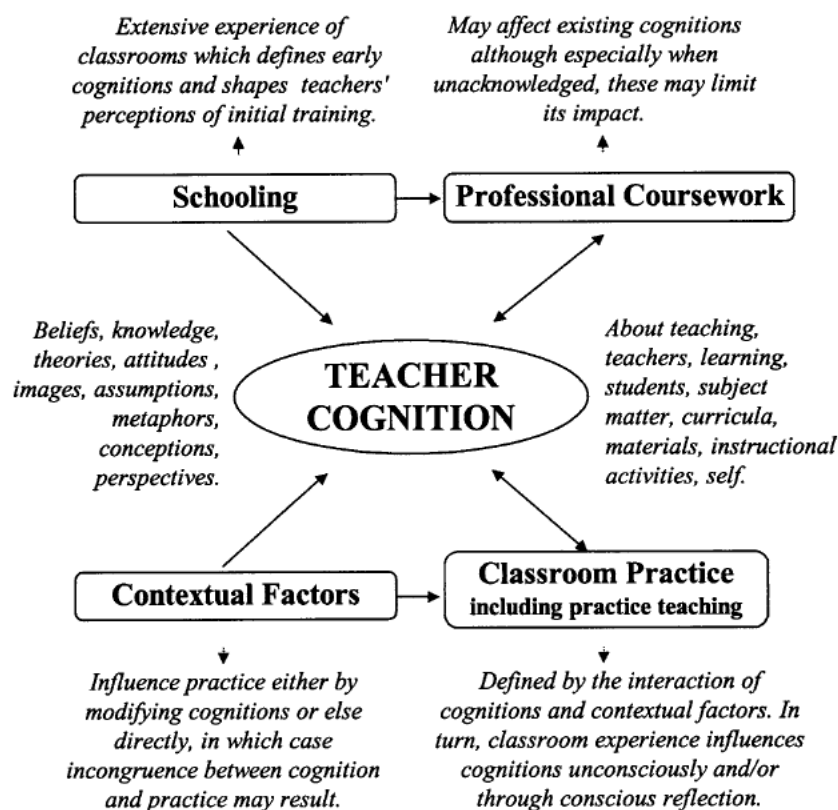 Extensive experience of
classrooms which defines early
cognitions and shapes teachers'
perceptions of initial training.
May affect existing cognitions
although especially when
unacknowledged, these may limit
its impact.
Schooling
Professional Coursework
Beliefs, knowledge,
theories, attitudes ,
images, assumptions,
metaphors,
conceptions,
perspectives.
TEACHER
COGNITION
About teaching,
teachers, learning,
students, subject
matter, curricula,
materials, instructional
activities, self.
Contextual Factors
Classroom Practice
including practice teaching
Influence practice either by
modifying cognitions or else
directly, in which case
incongruence between cognition
and practice may result.
Defined by the interaction of
cognitions and contextual factors. In
turn, classroom experience influences
cognitions unconsciously and/or
through conscious reflection.